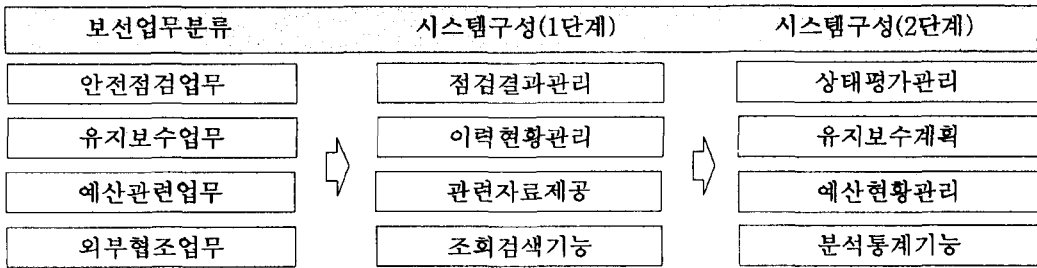 보선업무분류 시스템구성(1단계) 시스템구성(2단계)
안전점검업무 점검결과관리 상태평가관리
유지보수업무 이력현황관리 유지보수계획
예산관련업무 관련자료제공 예산현황관리
외부협조업무 조회검색기능 분석통계기능